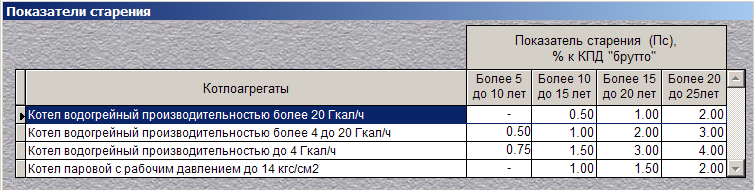 Показатели старения
Показатель старения (Пс),
% к КПД "брутто"
Котлоагрегаты
Более 5 до 10 лет
Более 10 до 15 лет
Более 15 до 20 лет
Более 20 до 25лет
Котел водогрейный производительностью более 20 Гкал/ч - 0.50 1.00 2.00
Котел водогрейный производительностью более 4 до 20 Гкал/ч 0.50 1.00 2.00 3.00
Котел водогрейный производительностью до 4 Гкал/ч 0.75 1.50 3.00 4.00
Котел паровой с рабочим давлением до 14 кгс/см2 - 1.00 1.50 2.00